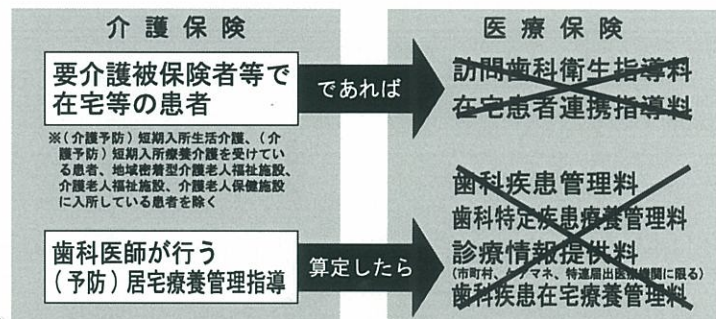 介護保険
医療保険
要介護被保険者等で
在宅等の患者
であれば
訪問歯科衛生指導料
在宅患者連携指導料
※(介護予防)短期入所生活介護、(介
護予防)短期入所療養介護を受けてい
る患者、地域密着型介護老人福祉施設、
介護老人福祉施設、介護老人保健施設
に入所している患者を除く
歯科医師が行う
(予防)居宅療養管理指導
算定したら
歯科疾患管理料
歯科特定疾患療養管理料
診療情報提供料
(市町村、ケアマネ、特連届出医療機関に限る)
歯科疾患在宅療養管理料